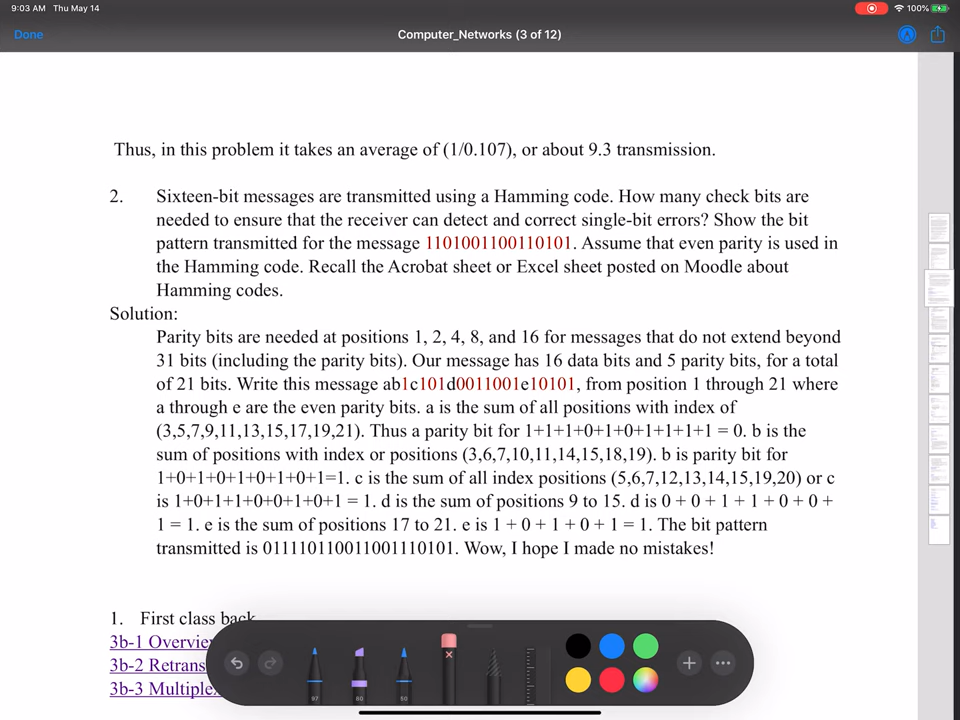 9:03 AM Thu May 14
100%
Done
Computer_Networks (3 of 12)
Thus, in this problem it takes an average of (1/0.107), or about 9.3 transmission.
2. Sixteen-bit messages are transmitted using a Hamming code. How many check bits are
needed to ensure that the receiver can detect and correct single-bit errors? Show the bit
pattern transmitted for the message 1101001100110101. Assume that even parity is used in
the Hamming code. Recall the Acrobat sheet or Excel sheet posted on Moodle about
Hamming codes.
Solution:
Parity bits are needed at positions 1, 2, 4, 8, and 16 for messages that do not extend beyond
31 bits (including the parity bits). Our message has 16 data bits and 5 parity bits, for a total
of 21 bits. Write this message ab1c101d0011001e10101, from position 1 through 21 where
a through e are the even parity bits. a is the sum of all positions with index of
(3,5,7,9,11,13,15,17,19,21). Thus a parity bit for 1+1+1+0+1+0+1+1+1+1 = 0. b is the
sum of positions with index or positions (3,6,7,10,11,14,15,18,19). b is parity bit for
1+0+1+0+1+0+1+0+1=1. c is the sum of all index positions (5,6,7,12,13,14,15,19,20) or c
is 1+0+1+1+0+0+1+0+1 = 1. d is the sum of positions 9 to 15. d is 0 + 0 + 1 + 1 + 0 + 0 +
1 = 1. e is the sum of positions 17 to 21. e is 1 + 0 + 1 + 0 + 1 = 1. The bit pattern
transmitted is 011110110011001110101. Wow, I hope I made no mistakes!
1. First class back
3b-1 Overvie
3b-2 Retrans
3b-3 Multiple
97
80
50